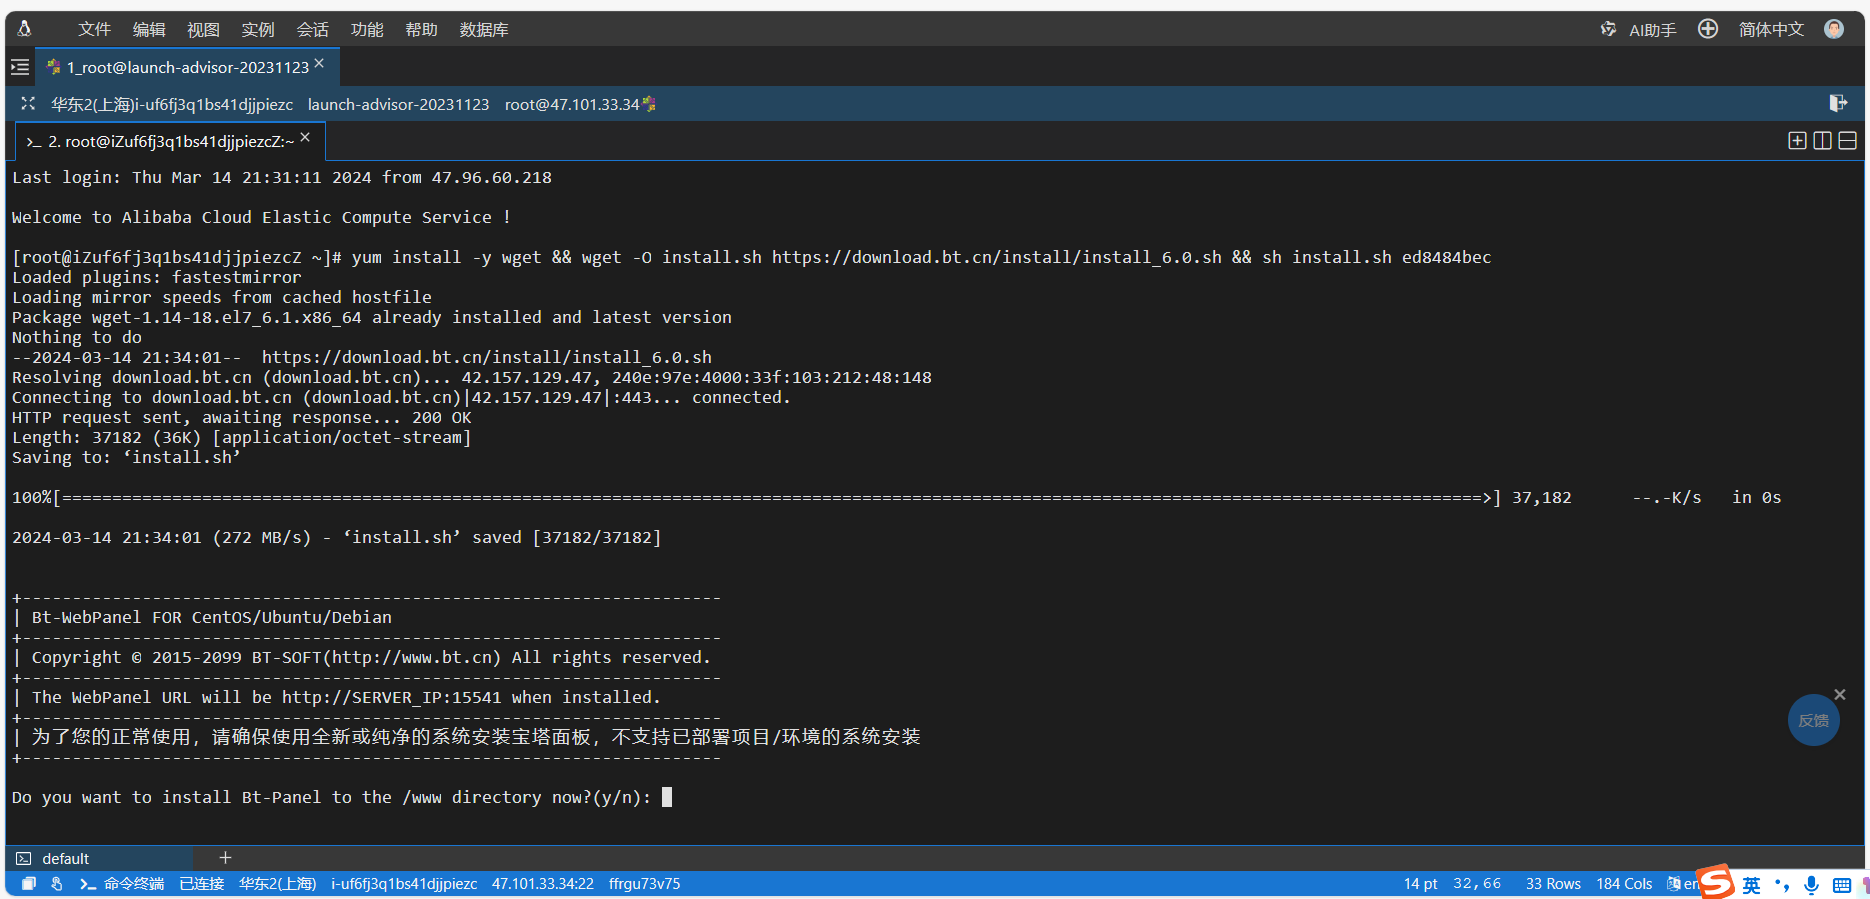 文件 编辑 视图 实例 会话 功能 帮助 数据库 AI助手 简体中文
1_root@launch-advisor-20231123
华东2(上海)i-uf6fj3q1bs41djjpiezc launch-advisor-20231123 root@47.101.33.34
>_ 2. root@iZuf6fj3q1bs41djjpiezcZ:~
Last login: Thu Mar 14 21:31:11 2024 from 47.96.60.218
Welcome to Alibaba Cloud Elastic Compute Service !
[root@iZuf6fj3q1bs41djjpiezcZ ~]# yum install -y wget && wget -O install.sh https://download.bt.cn/install/install_6.0.sh && sh install.sh ed8484bec
Loaded plugins: fastestmirror
Loading mirror speeds from cached hostfile
Package wget-1.14-18.el7_6.1.x86_64 already installed and latest version
Nothing to do
--2024-03-14 21:34:01--  https://download.bt.cn/install/install_6.0.sh
Resolving download.bt.cn (download.bt.cn)... 42.157.129.47, 240e:97e:4000:33f:103:212:48:148
Connecting to download.bt.cn (download.bt.cn)|42.157.129.47|:443... connected.
HTTP request sent, awaiting response... 200 OK
Length: 37182 (36K) [application/octet-stream]
Saving to: ‘install.sh’
100%[==============================================================================================================================================>] 37,182      --.-K/s   in 0s
2024-03-14 21:34:01 (272 MB/s) - ‘install.sh’ saved [37182/37182]
+----------------------------------------------------------------------
| Bt-WebPanel FOR CentOS/Ubuntu/Debian
+----------------------------------------------------------------------
| Copyright © 2015-2099 BT-SOFT(http://www.bt.cn) All rights reserved.
+----------------------------------------------------------------------
| The WebPanel URL will be http://SERVER_IP:15541 when installed.
+----------------------------------------------------------------------
| 为了您的正常使用，请确保使用全新或纯净的系统安装宝塔面板，不支持已部署项目/环境的系统安装
+----------------------------------------------------------------------
反馈
Do you want to install Bt-Panel to the /www directory now?(y/n):
default +
>_ 命令终端 已连接 华东2(上海) i-uf6fj3q1bs41djjpiezc 47.101.33.34:22 ffrgu73v75 14 pt 32,66 33 Rows 184 Cols en 英